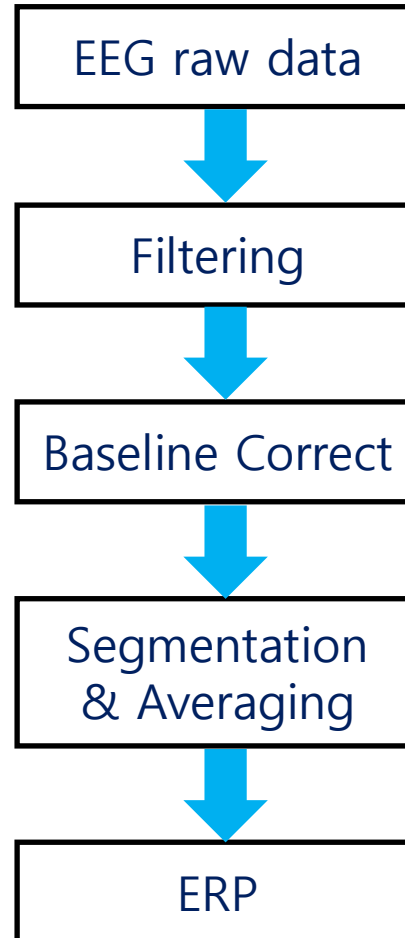 EEG raw data
Filtering
Baseline Correct
Segmentation
& Averaging
ERP